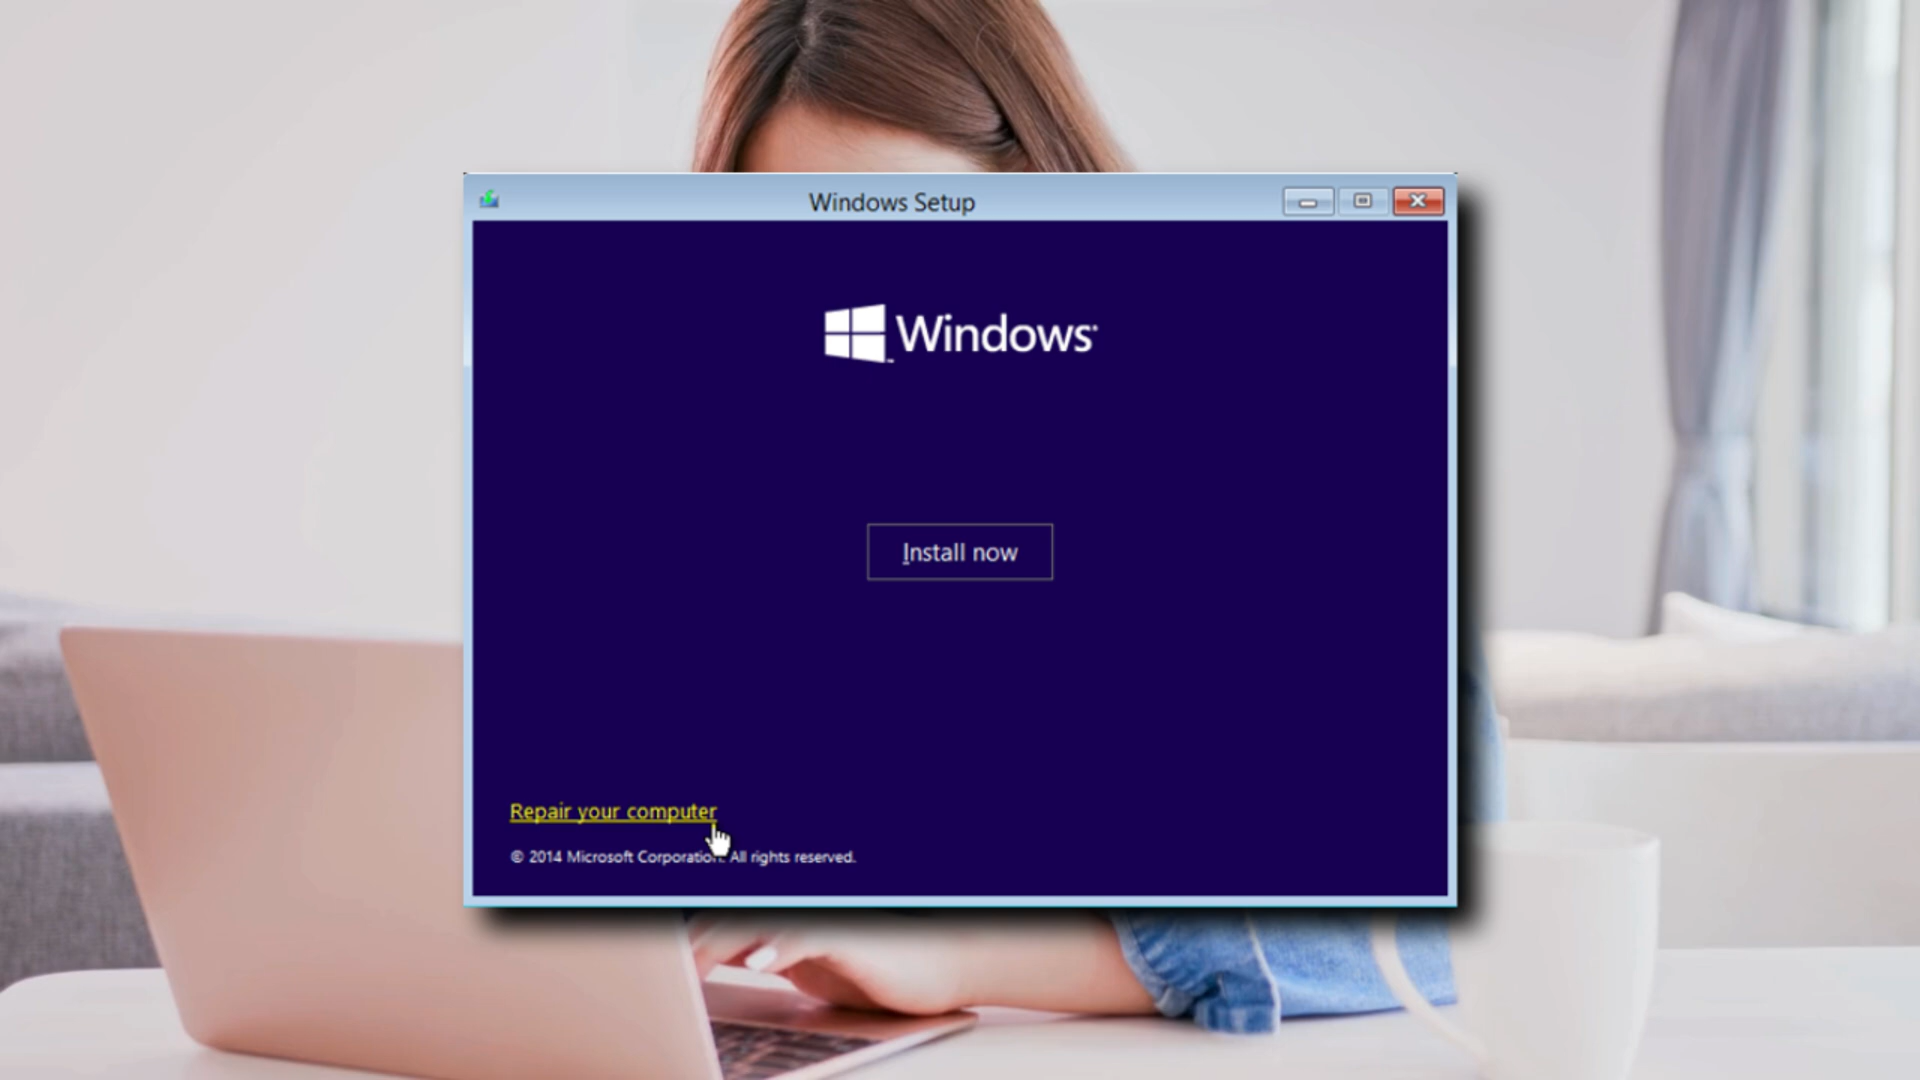 Windows Setup
Windows
Install now
Repair your computer
© 2014 Microsoft Corporation. All rights reserved.